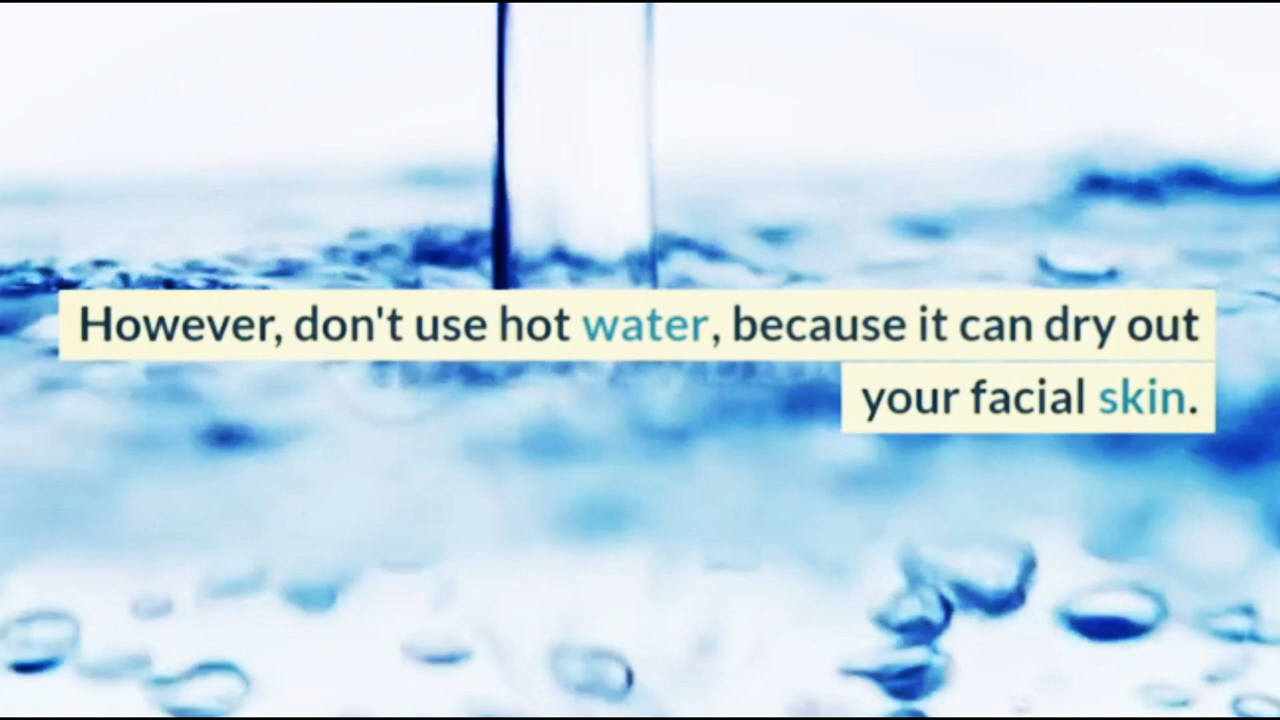 However, don't use hot water, because it can dry out
your facial skin.